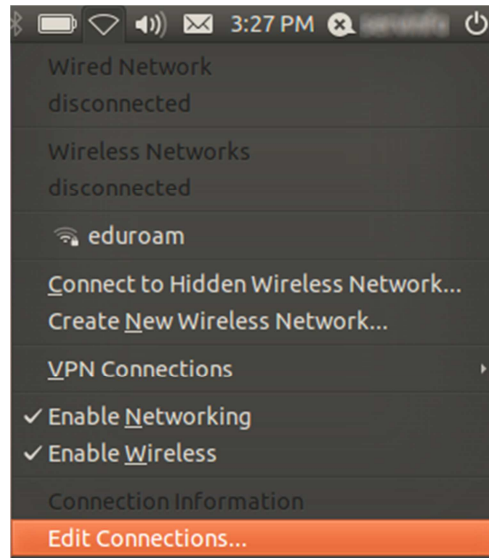 3:27 PM
Wired Network
disconnected
Wireless Networks
disconnected
eduroam
Connect to Hidden Wireless Network...
Create New Wireless Network...
VPN Connections
Enable Networking
Enable Wireless
Connection Information
Edit Connections...